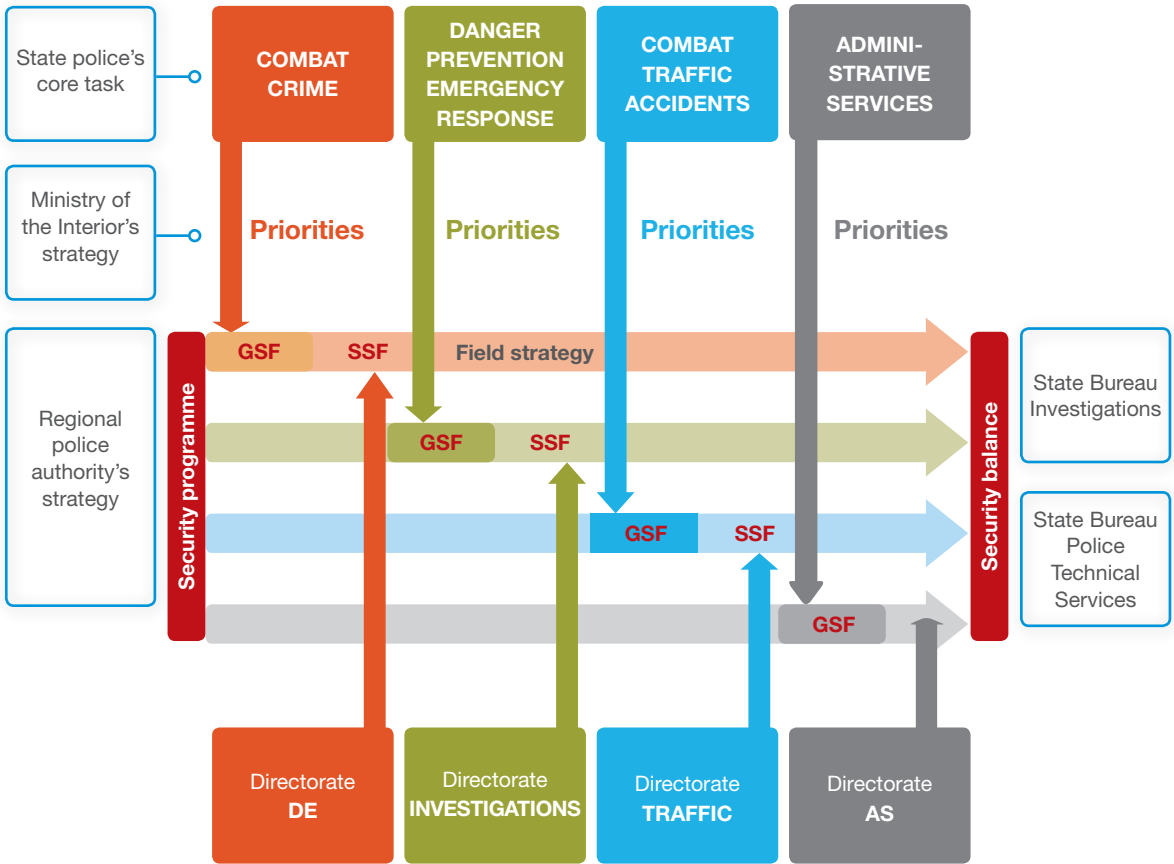 State police's
core task
COMBAT
CRIME
DANGER
PREVENTION
EMERGENCY
RESPONSE
COMBAT
TRAFFIC
ACCIDENTS
ADMINI-
STRATIVE
SERVICES
Ministry of
the Interior's
strategy
Priorities
Priorities
Priorities
Priorities
Regional
police
authority's
strategy
Security programme
GSF
SSF
Field strategy
GSF
SSF
GSF
SSF
GSF
Security balance
State Bureau
Investigations
State Bureau
Police
Technical
Services
Directorate
DE
Directorate
INVESTIGATIONS
Directorate
TRAFFIC
Directorate
AS